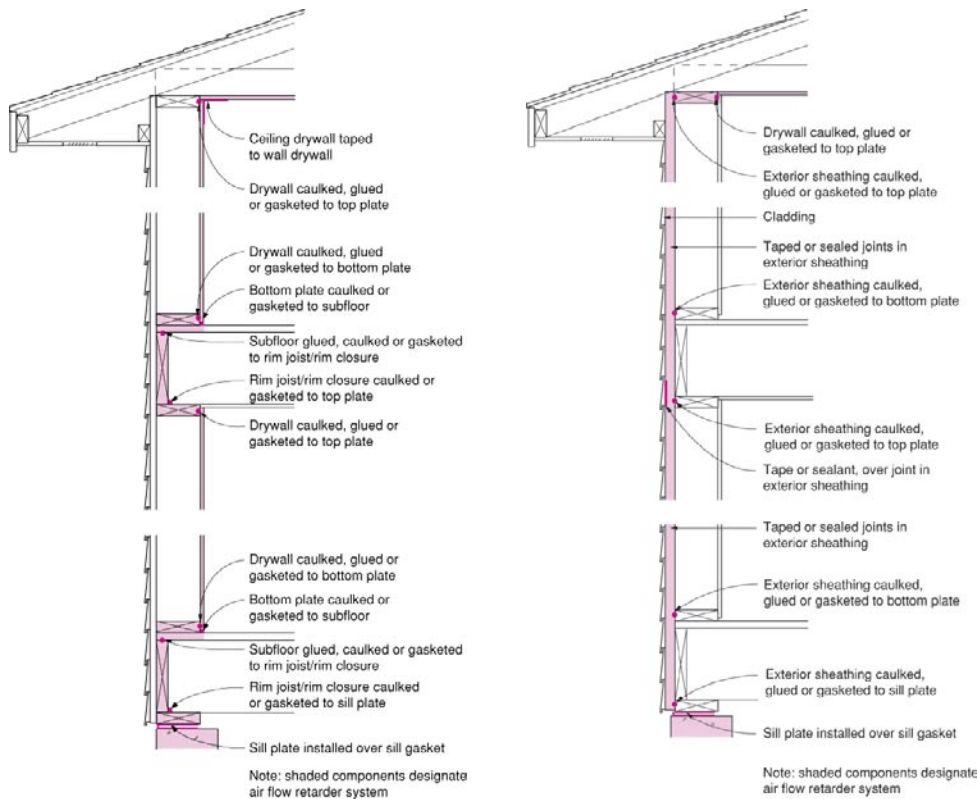 Ceiling drywall taped
to wall drywall
Drywall caulked, glued
or gasketed to top plate
Drywall caulked, glued
or gasketed to bottom plate
Bottom plate caulked or
gasketed to subfloor
Subfloor glued, caulked or gasketed
to rim joist/rim closure
Rim joist/rim closure caulked or
gasketed to top plate
Drywall caulked, glued or
gasketed to top plate
Drywall caulked, glued or
gasketed to bottom plate
Bottom plate caulked or
gasketed to subfloor
Subfloor glued, caulked or gasketed
to rim joist/rim closure
Rim joist/rim closure caulked
or gasketed to sill plate
Sill plate installed over sill gasket
Note: shaded components designate
air flow retarder system
Drywall caulked, glued or
gasketed to top plate
Exterior sheathing caulked,
glued or gasketed to top plate
Cladding
Taped or sealed joints in
exterior sheathing
Exterior sheathing caulked,
glued or gasketed to bottom plate
Exterior sheathing caulked,
glued or gasketed to top plate
Tape or sealant, over joint in
exterior sheathing
Taped or sealed joints in
exterior sheathing
Exterior sheathing caulked,
glued or gasketed to bottom plate
Exterior sheathing caulked,
glued or gasketed to sill plate
Sill plate installed over sill gasket
Note: shaded components designate
air flow retarder system